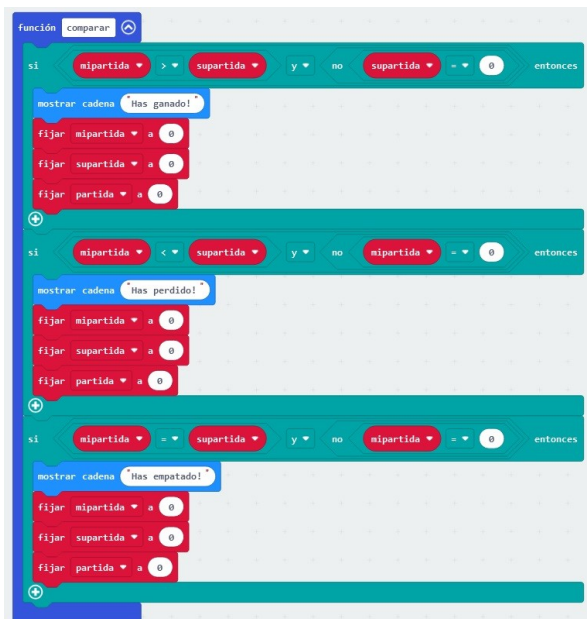 función comparar
si mipartida > supartida y no supartida = 0 entonces
mostrar cadena "Has ganado!"
fijar mipartida a 0
fijar supartida a 0
fijar partida a 0
si mipartida < supartida y no mipartida = 0 entonces
mostrar cadena "Has perdido!"
fijar mipartida a 0
fijar supartida a 0
fijar partida a 0
si mipartida = supartida y no mipartida = 0 entonces
mostrar cadena "Has empatado!"
fijar mipartida a 0
fijar supartida a 0
fijar partida a 0